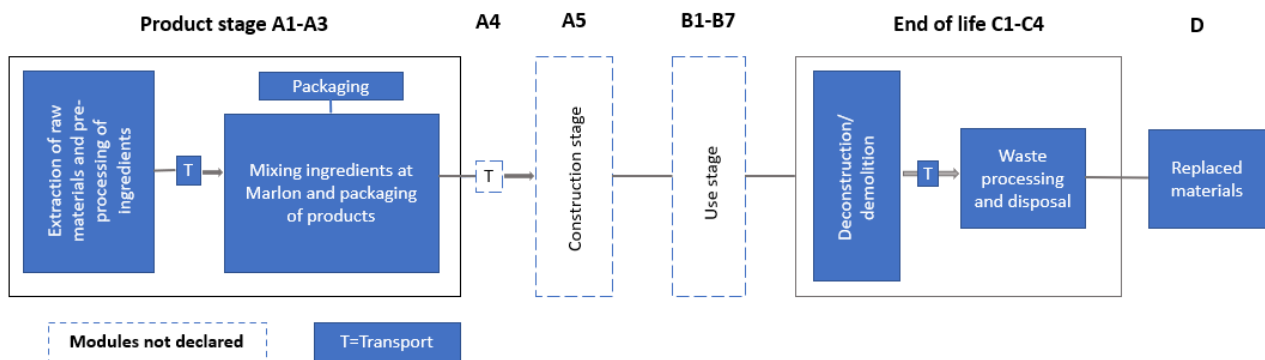 Product stage A1-A3
A4
A5
B1-B7
End of life C1-C4
D
Extraction of raw
materials and pre-
processing of
ingredients
T
Packaging
Mixing ingredients at
Marlon and packaging
of products
T
Construction stage
Use stage
Deconstruction/
demolition
T
Waste
processing
and disposal
Replaced
materials
Modules not declared
T=Transport